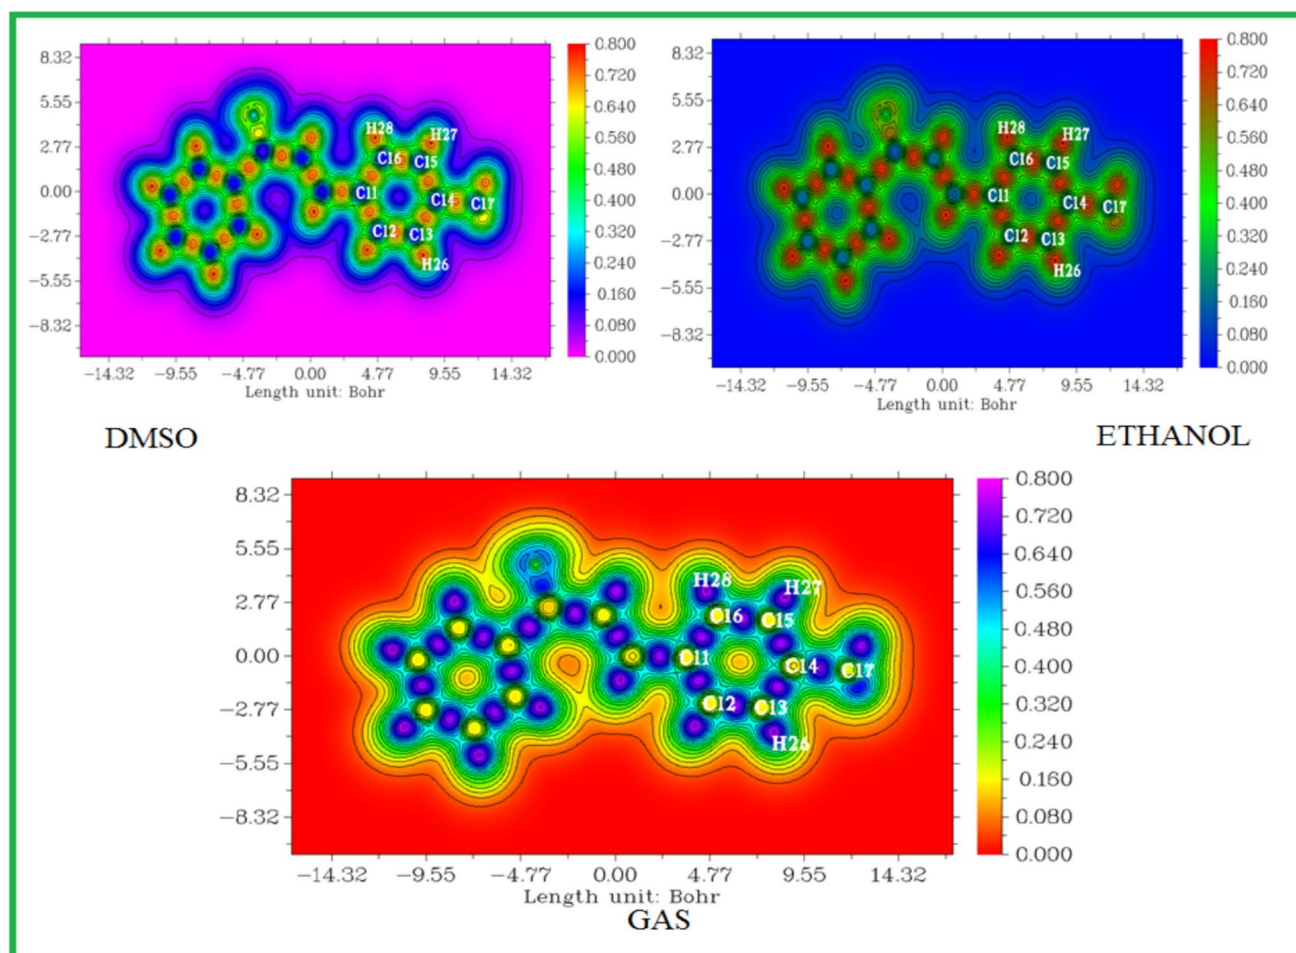 8.32
5.55
2.77
0.00
−2.77
−5.55
−8.32
−14.32 −9.55 −4.77 0.00 4.77 9.55 14.32
Length unit: Bohr
0.800
0.720
0.640
0.560
0.480
0.400
0.320
0.240
0.160
0.080
0.000
H28
H27
C16
C15
C11
C14
C17
C12
C13
H26
DMSO
8.32
5.55
2.77
0.00
−2.77
−5.55
−8.32
−14.32 −9.55 −4.77 0.00 4.77 9.55 14.32
Length unit: Bohr
0.800
0.720
0.640
0.560
0.480
0.400
0.320
0.240
0.160
0.080
0.000
H28
H27
C16
C15
C11
C14
C17
C12
C13
H26
ETHANOL
8.32
5.55
2.77
0.00
−2.77
−5.55
−8.32
−14.32 −9.55 −4.77 0.00 4.77 9.55 14.32
Length unit: Bohr
0.800
0.720
0.640
0.560
0.480
0.400
0.320
0.240
0.160
0.080
0.000
H28
H27
C16
C15
C11
C14
C17
C12
C13
H26
GAS